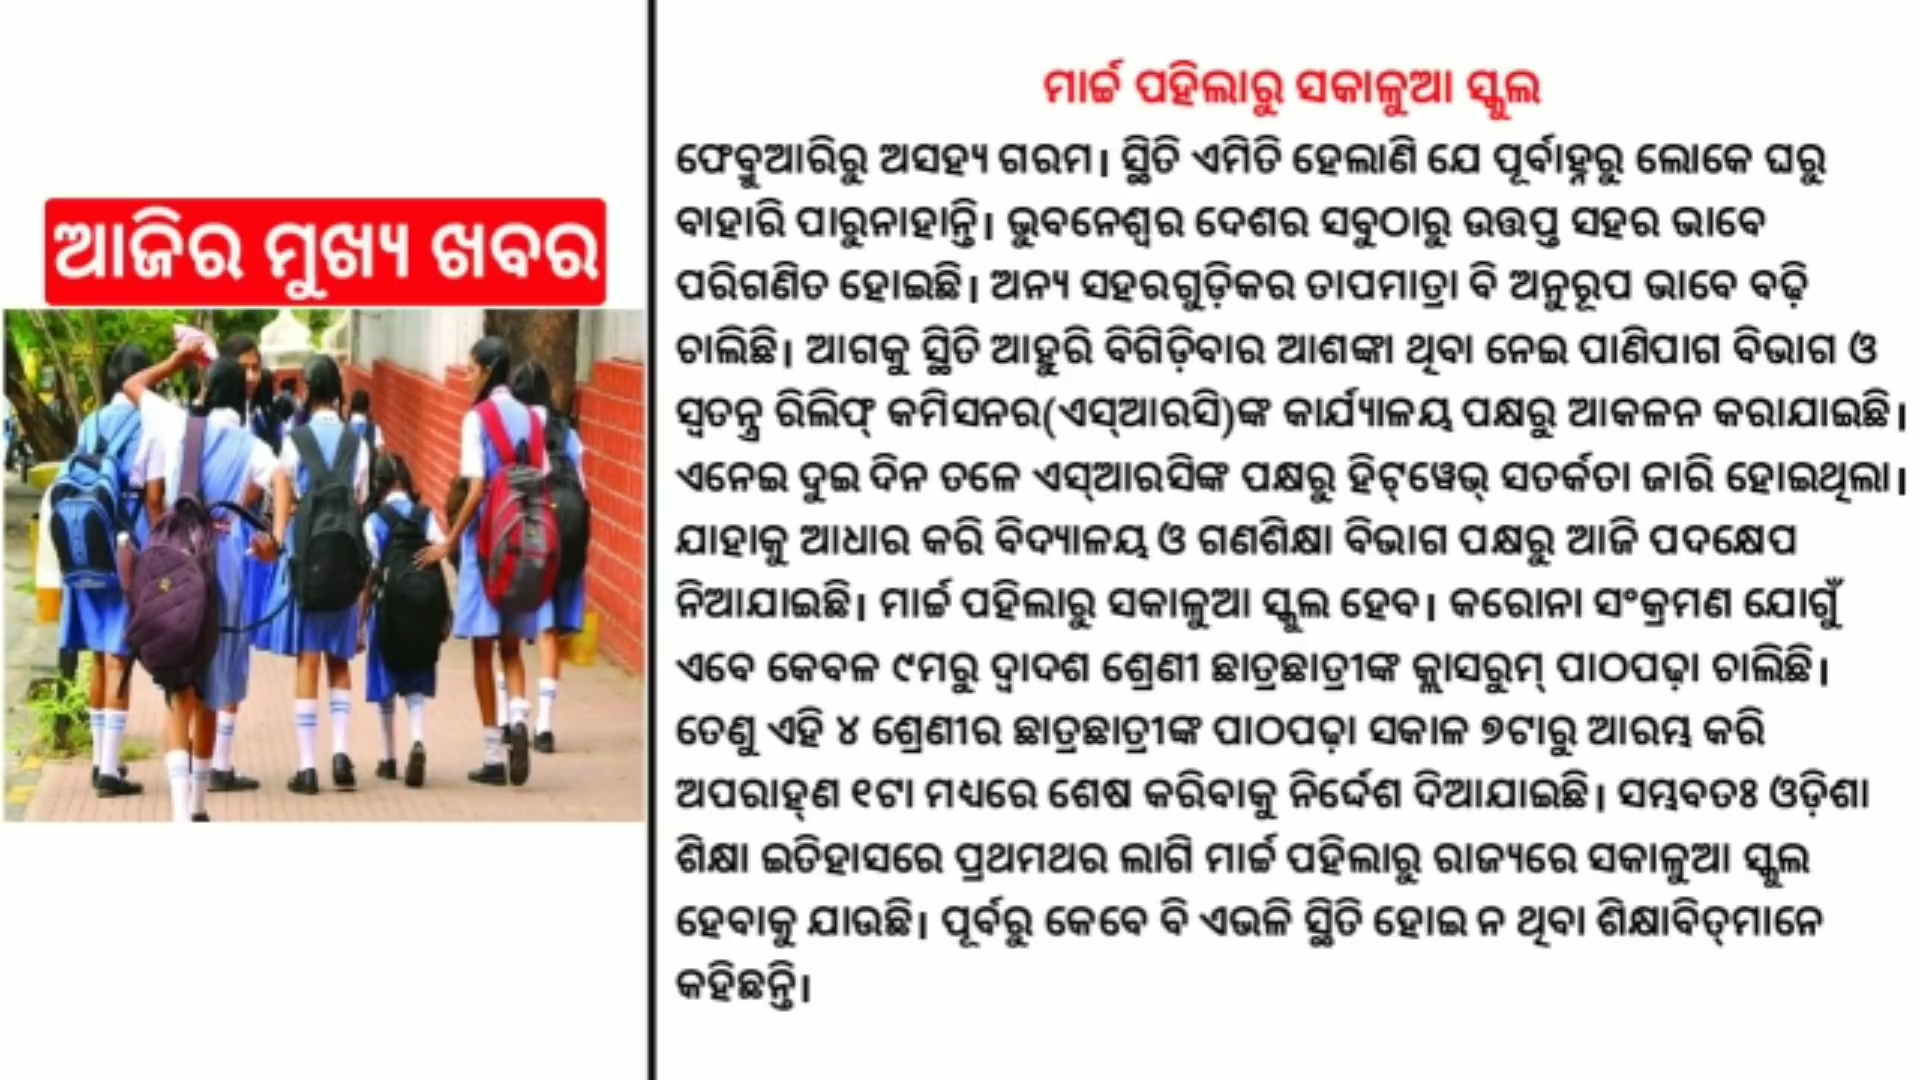 ଆଜିର ମୁଖ୍ୟ ଖବର
ମାର୍ଚ୍ଚ ପହିଲାରୁ ସକାଳୁଆ ସ୍କୁଲ
ଫେବ୍ରୁଆରିରୁ ଅସହ୍ୟ ଗରମ। ସ୍ଥିତି ଏମିତି ହେଲାଣି ଯେ ପୂର୍ବାହ୍ନରୁ ଲୋକେ ଘରୁ
ବାହାରି ପାରୁନାହାନ୍ତି। ଭୁବନେଶ୍ୱର ଦେଶର ସବୁଠାରୁ ଉତ୍ତପ୍ତ ସହର ଭାବେ
ପରିଗଣିତ ହୋଇଛି। ଅନ୍ୟ ସହରଗୁଡ଼ିକର ତାପମାତ୍ରା ବି ଅନୁରୂପ ଭାବେ ବଢ଼ି
ଚାଲିଛି। ଆଗକୁ ସ୍ଥିତି ଆହୁରି ବିଗିଡ଼ିବାର ଆଶଙ୍କା ଥିବା ନେଇ ପାଣିପାଗ ବିଭାଗ ଓ
ସ୍ୱତନ୍ତ୍ର ରିଲିଫ୍ କମିସନର(ଏସ୍ଆରସି)ଙ୍କ କାର୍ଯ୍ୟାଳୟ ପକ୍ଷରୁ ଆକଳନ କରାଯାଇଛି।
ଏନେଇ ଦୁଇ ଦିନ ତଳେ ଏସ୍ଆରସିଙ୍କ ପକ୍ଷରୁ ହିଟ୍ୱେଭ୍ ସତର୍କତା ଜାରି ହୋଇଥିଲା।
ଯାହାକୁ ଆଧାର କରି ବିଦ୍ୟାଳୟ ଓ ଗଣଶିକ୍ଷା ବିଭାଗ ପକ୍ଷରୁ ଆଜି ପଦକ୍ଷେପ
ନିଆଯାଇଛି। ମାର୍ଚ୍ଚ ପହିଲାରୁ ସକାଳୁଆ ସ୍କୁଲ ହେବ। କରୋନା ସଂକ୍ରମଣ ଯୋଗୁଁ
ଏବେ କେବଳ ୯ମରୁ ଦ୍ୱାଦଶ ଶ୍ରେଣୀ ଛାତ୍ରଛାତ୍ରୀଙ୍କ କ୍ଲାସରୁମ୍ ପାଠପଢ଼ା ଚାଲିଛି।
ତେଣୁ ଏହି ୪ ଶ୍ରେଣୀର ଛାତ୍ରଛାତ୍ରୀଙ୍କ ପାଠପଢ଼ା ସକାଳ ୭ଟାରୁ ଆରମ୍ଭ କରି
ଅପରାହ୍‌ଣ ୧ଟା ମଧ୍ୟରେ ଶେଷ କରିବାକୁ ନିର୍ଦ୍ଦେଶ ଦିଆଯାଇଛି। ସମ୍ଭବତଃ ଓଡ଼ିଶା
ଶିକ୍ଷା ଇତିହାସରେ ପ୍ରଥମଥର ଲାଗି ମାର୍ଚ୍ଚ ପହିଲାରୁ ରାଜ୍ୟରେ ସକାଳୁଆ ସ୍କୁଲ
ହେବାକୁ ଯାଉଛି। ପୂର୍ବରୁ କେବେ ବି ଏଭଳି ସ୍ଥିତି ହୋଇ ନ ଥିବା ଶିକ୍ଷାବିତ୍‌ମାନେ
କହିଛନ୍ତି।